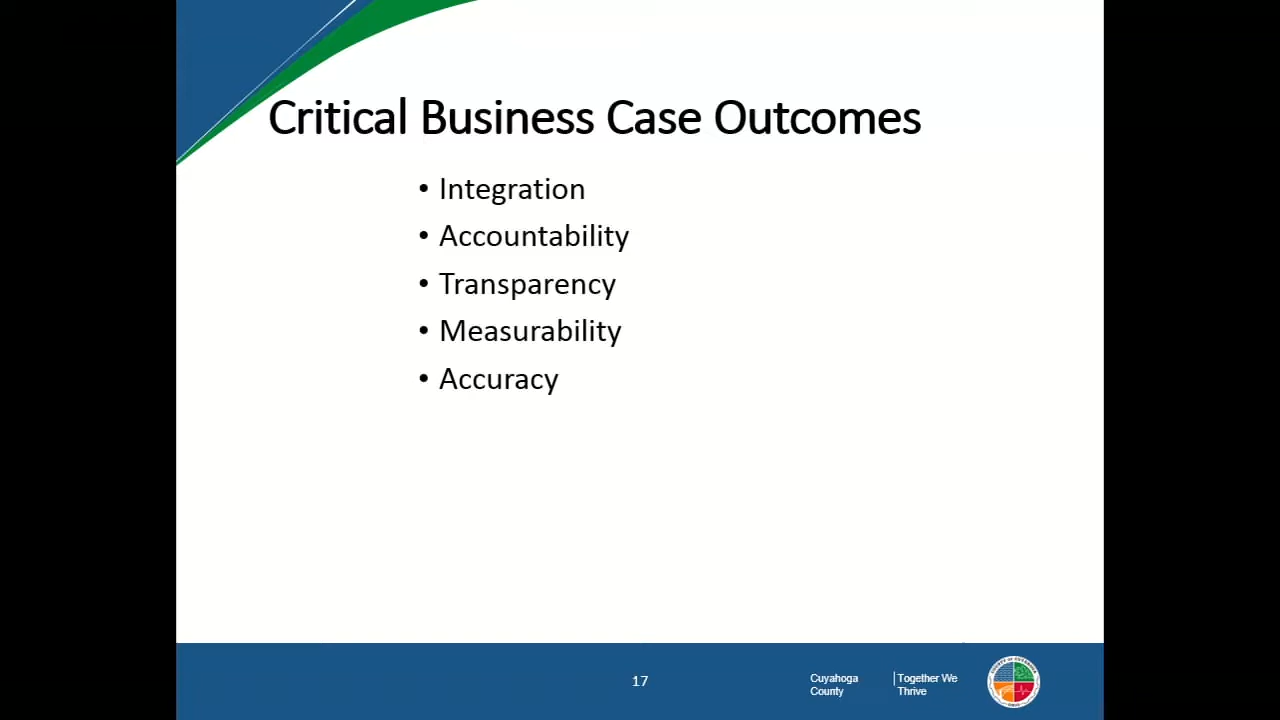 Critical Business Case Outcomes
• Integration
• Accountability
• Transparency
• Measurability
• Accuracy
17
Cuyahoga
County
Together We
Thrive